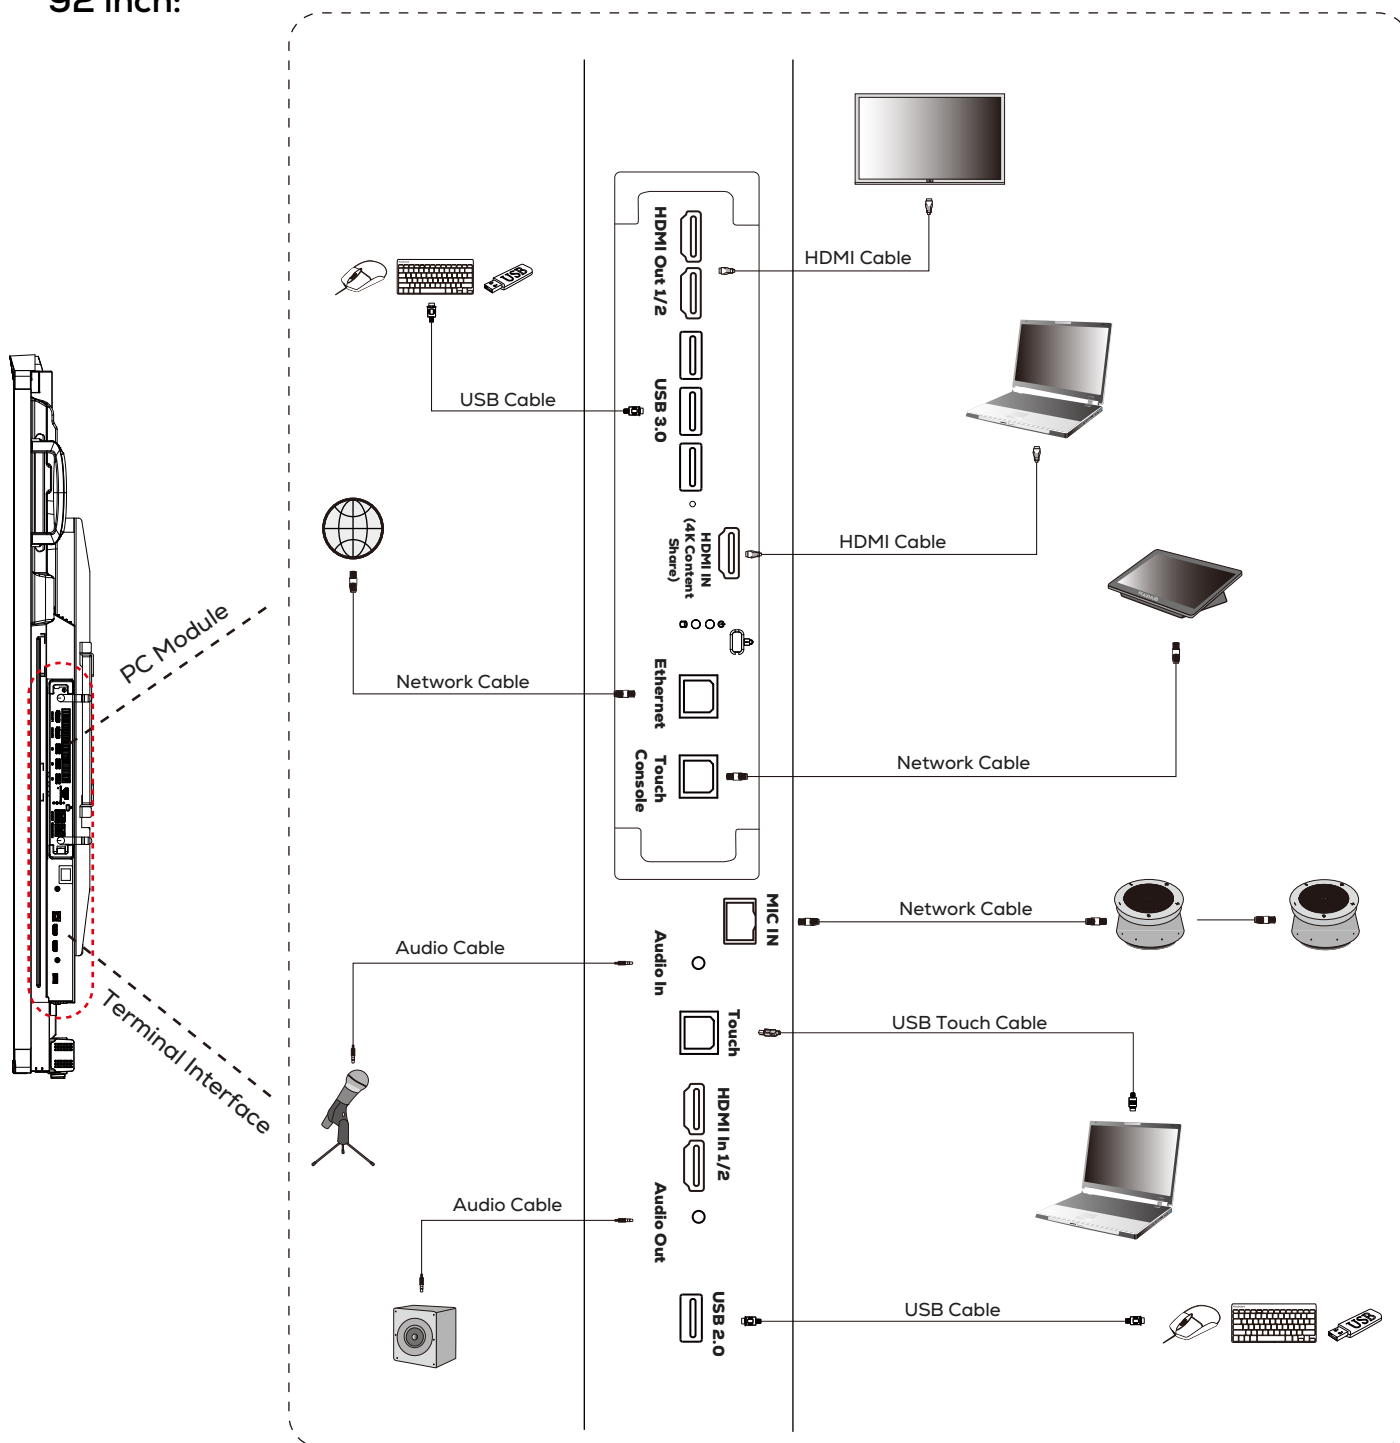 92 inch:
HDMI Out 1/2
HDMI Cable
USB
USB Cable
USB 3.0
HDMI IN
(4K Content
Share)
HDMI Cable
PC Module
Network Cable
Ethernet
Touch
Console
Network Cable
MIC IN
Network Cable
Audio Cable
Audio In
Terminal Interface
Touch
USB Touch Cable
HDMI In 1/2
Audio Cable
Audio Out
USB 2.0
USB Cable
USB